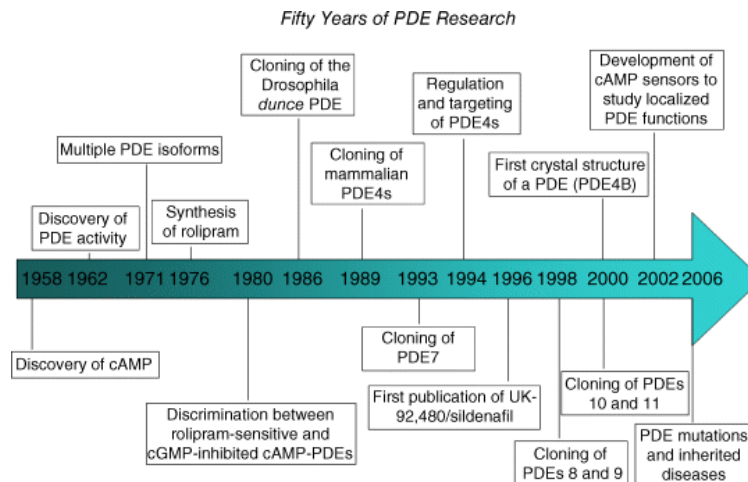 Fifty Years of PDE Research
Cloning of the
Drosophila
dunce PDE
Regulation
and targeting
of PDE4s
Development of
cAMP sensors to
study localized
PDE functions
Multiple PDE isoforms
Cloning of
mammalian
PDE4s
First crystal structure
of a PDE (PDE4B)
Discovery of
PDE activity
Synthesis
of rolipram
1958 1962 1971 1976 1980 1986 1989 1993 1994 1996 1998 2000 2002 2006
Discovery of cAMP
Cloning of
PDE7
Discrimination between
rolipram-sensitive and
cGMP-inhibited cAMP-PDEs
First publication of UK-
92,480/sildenafil
Cloning of PDEs
10 and 11
Cloning of
PDEs 8 and 9
PDE mutations
and inherited
diseases